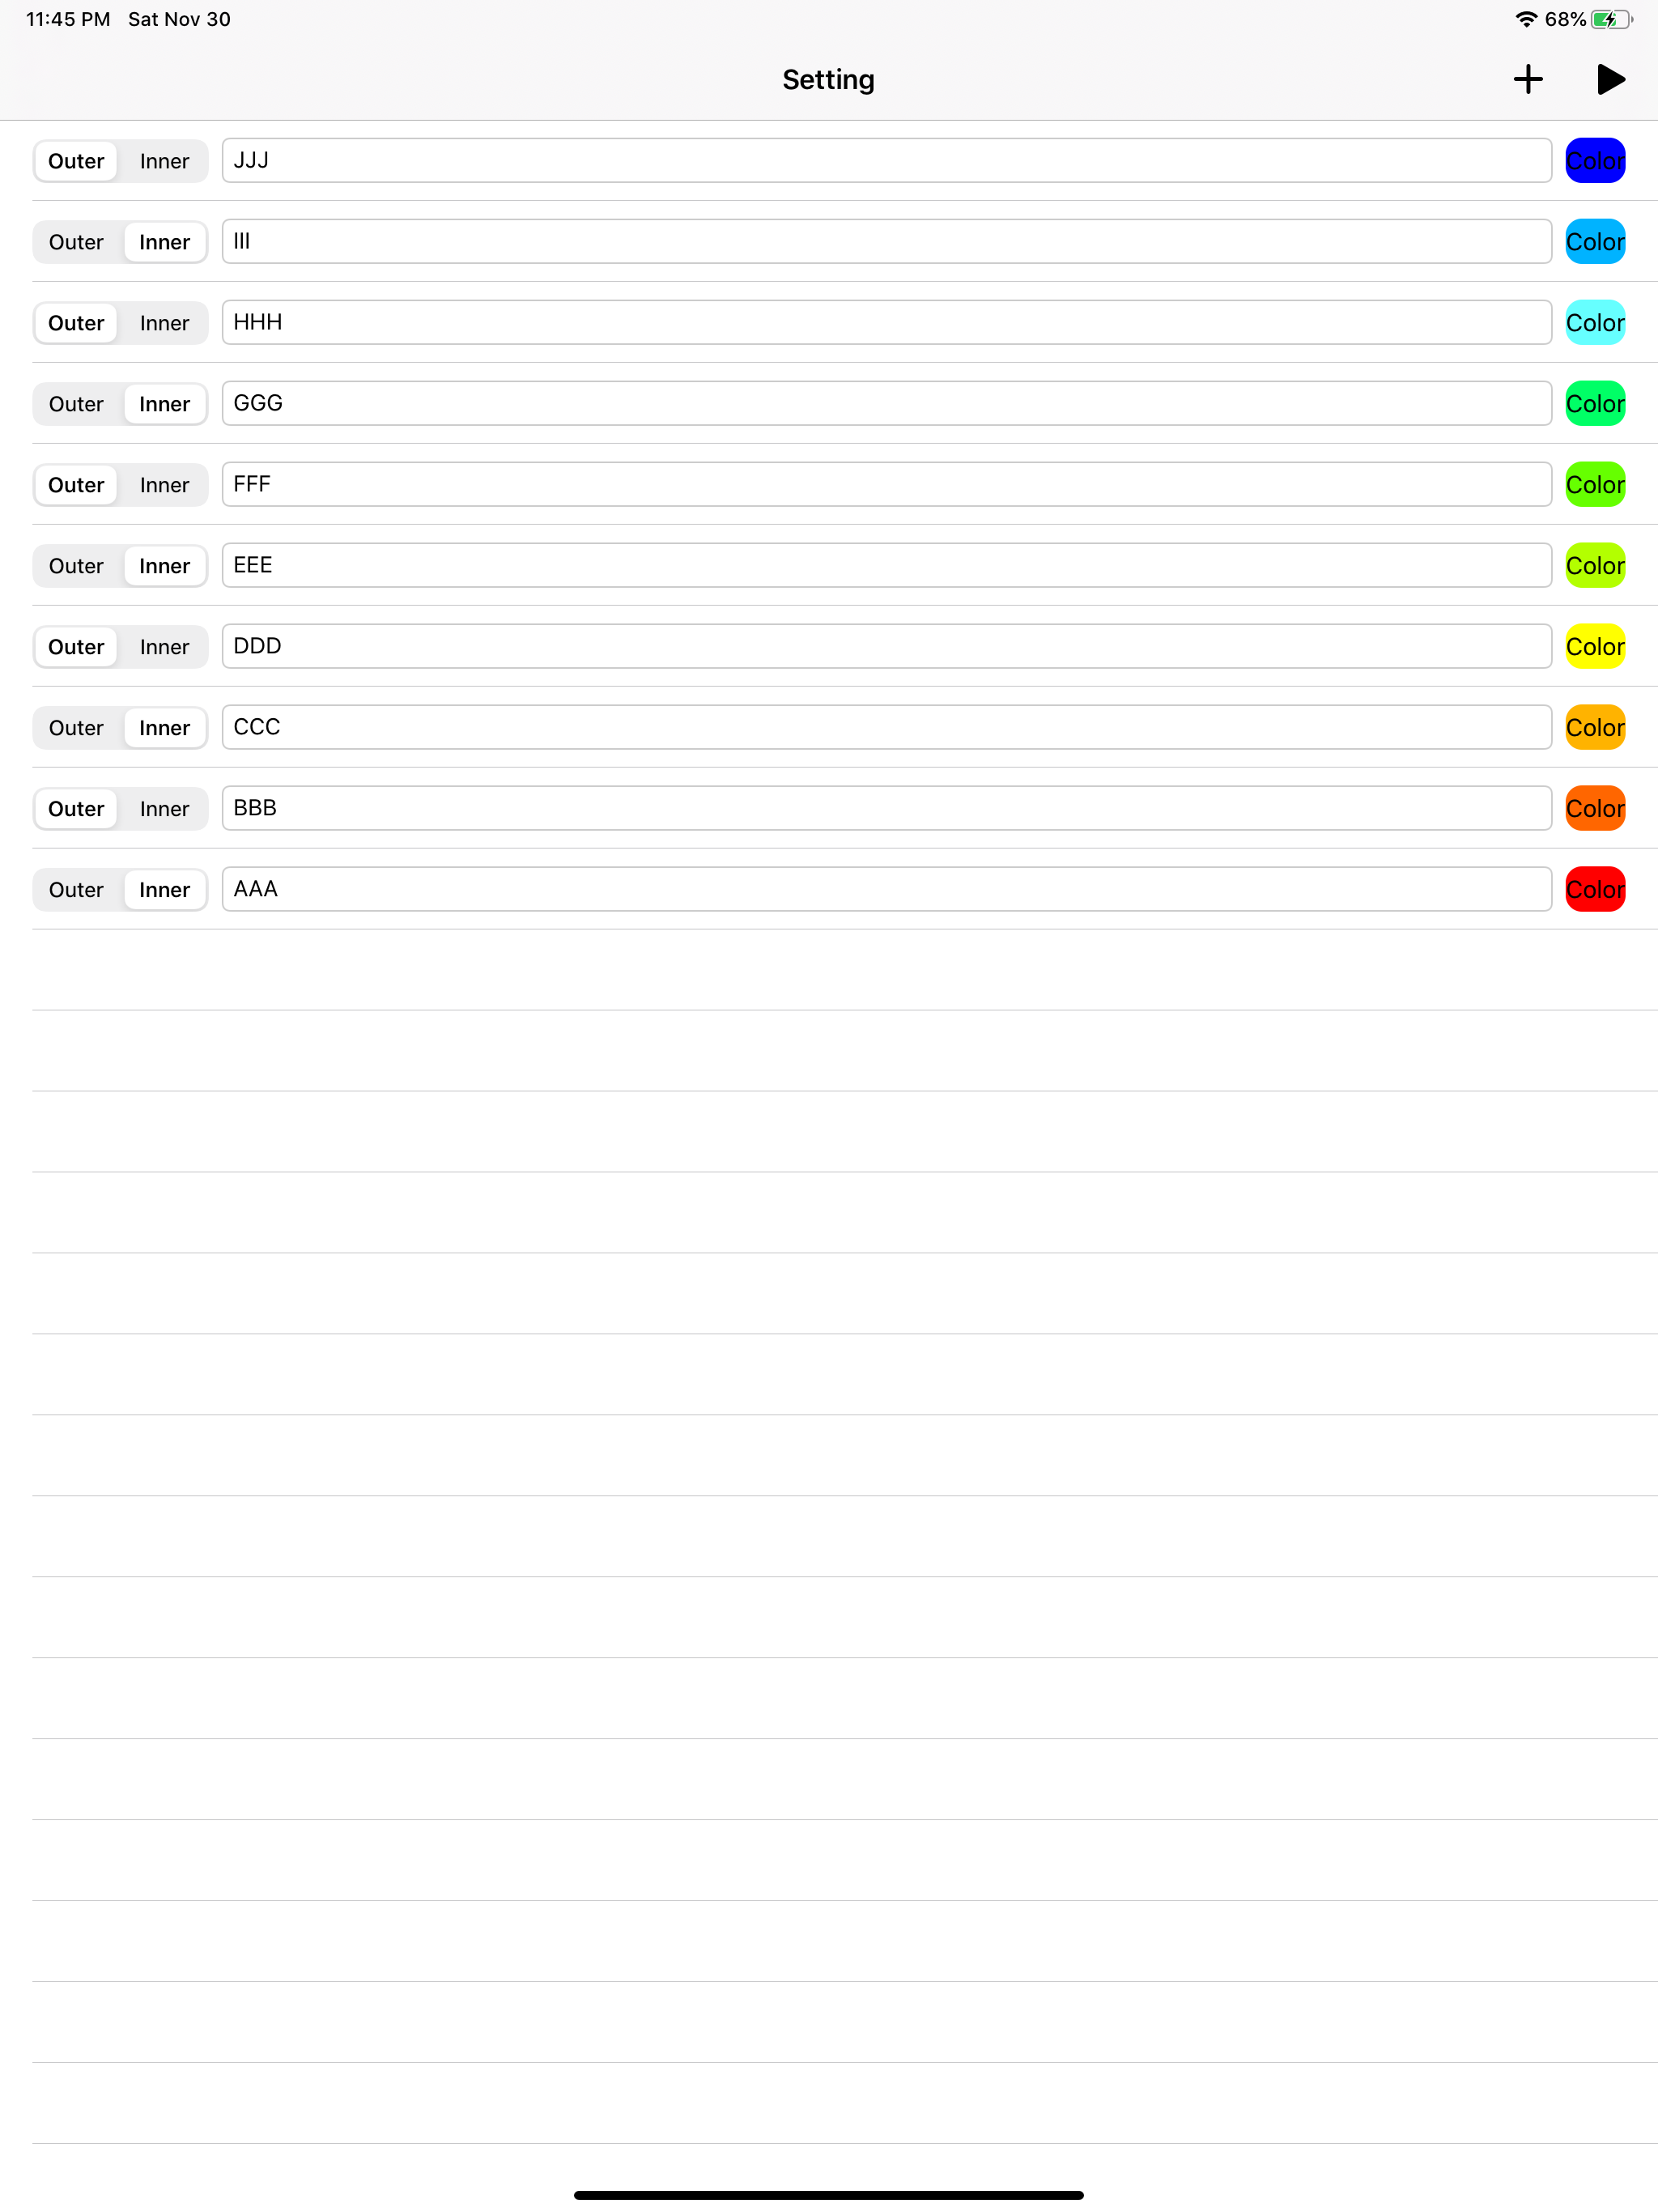 11:45 PM Sat Nov 30 68%
Setting
Outer Inner JJJ Color
Outer Inner III Color
Outer Inner HHH Color
Outer Inner GGG Color
Outer Inner FFF Color
Outer Inner EEE Color
Outer Inner DDD Color
Outer Inner CCC Color
Outer Inner BBB Color
Outer Inner AAA Color